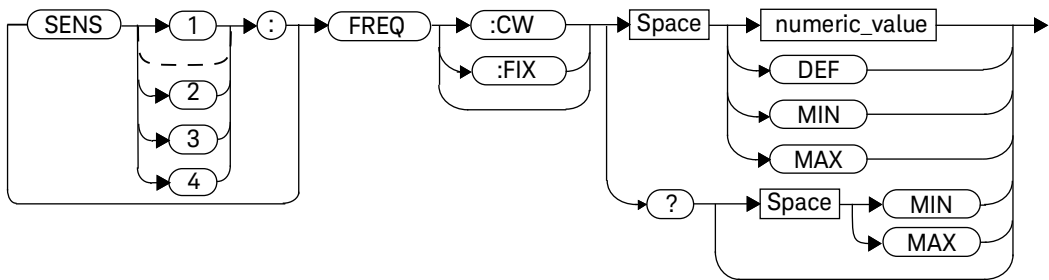 SENS 1 : FREQ :CW Space numeric_value
:FIX DEF
2 MIN
3 MAX
4
? Space MIN
MAX